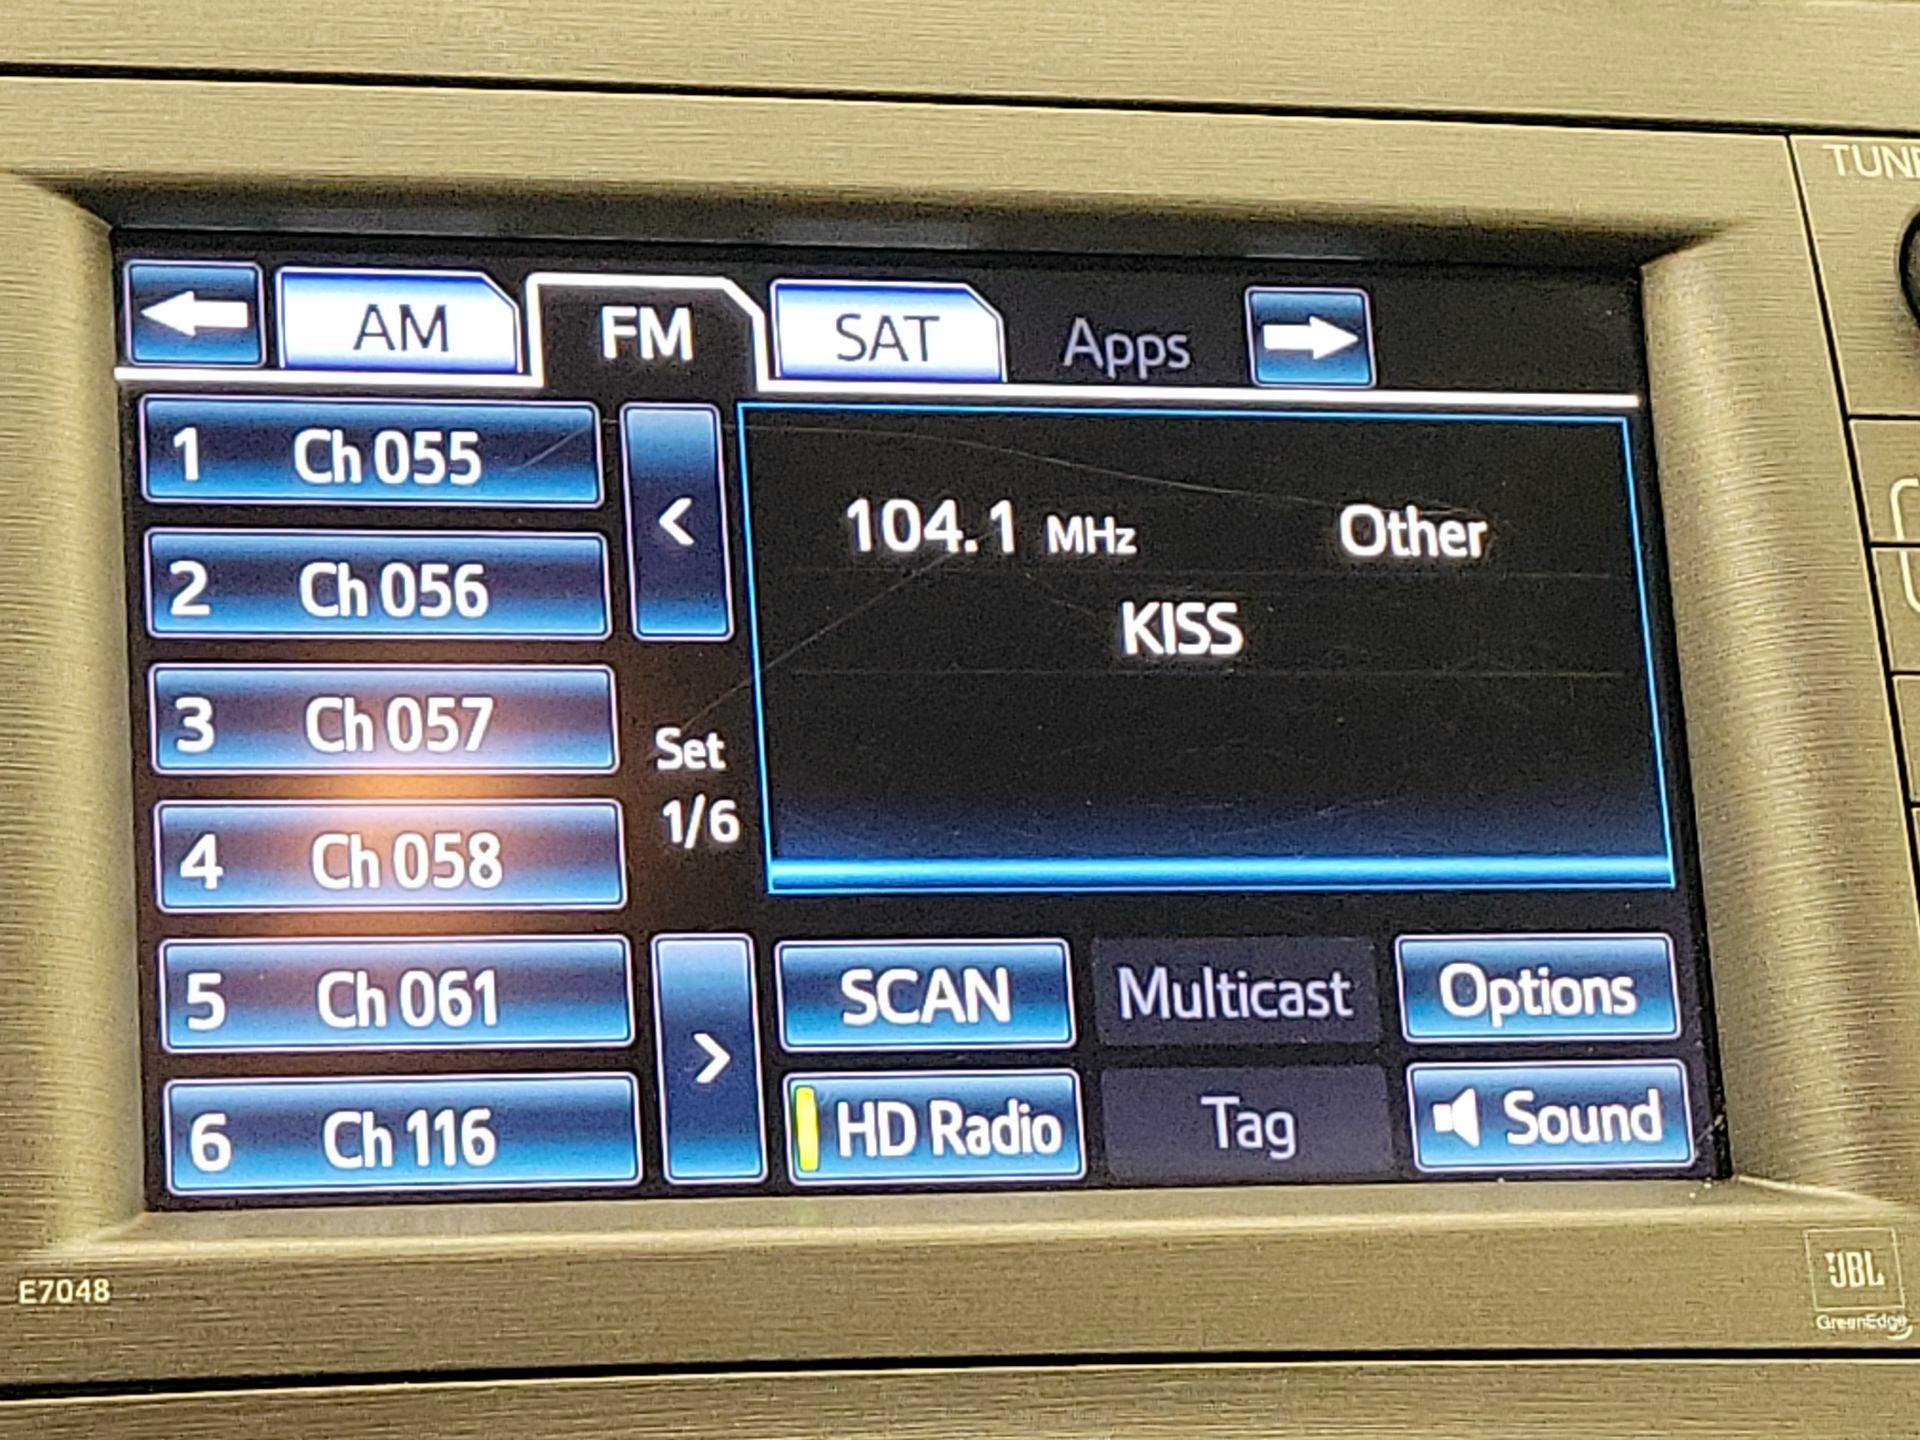 TUNE
AM FM SAT Apps
1 Ch 055
2 Ch 056
3 Ch 057
4 Ch 058
5 Ch 061
6 Ch 116
<
Set
1/6
>
104.1 MHz Other
KISS
SCAN Multicast Options
HD Radio Tag Sound
E7048
JBL
GreenEdge